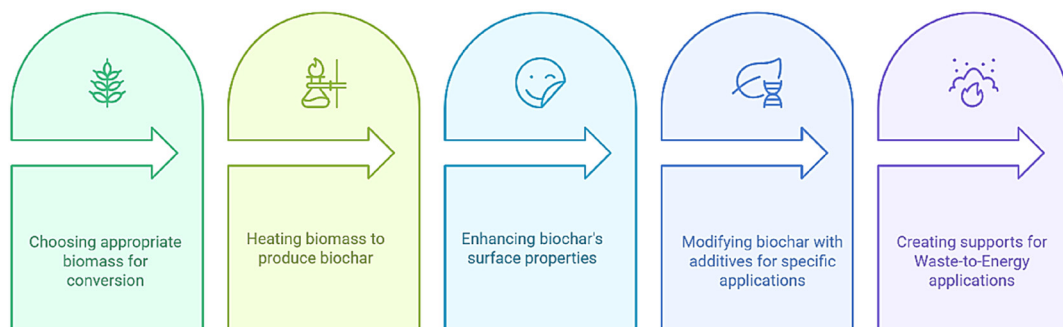 Choosing appropriate
biomass for
conversion
Heating biomass to
produce biochar
Enhancing biochar's
surface properties
Modifying biochar with
additives for specific
applications
Creating supports for
Waste-to-Energy
applications